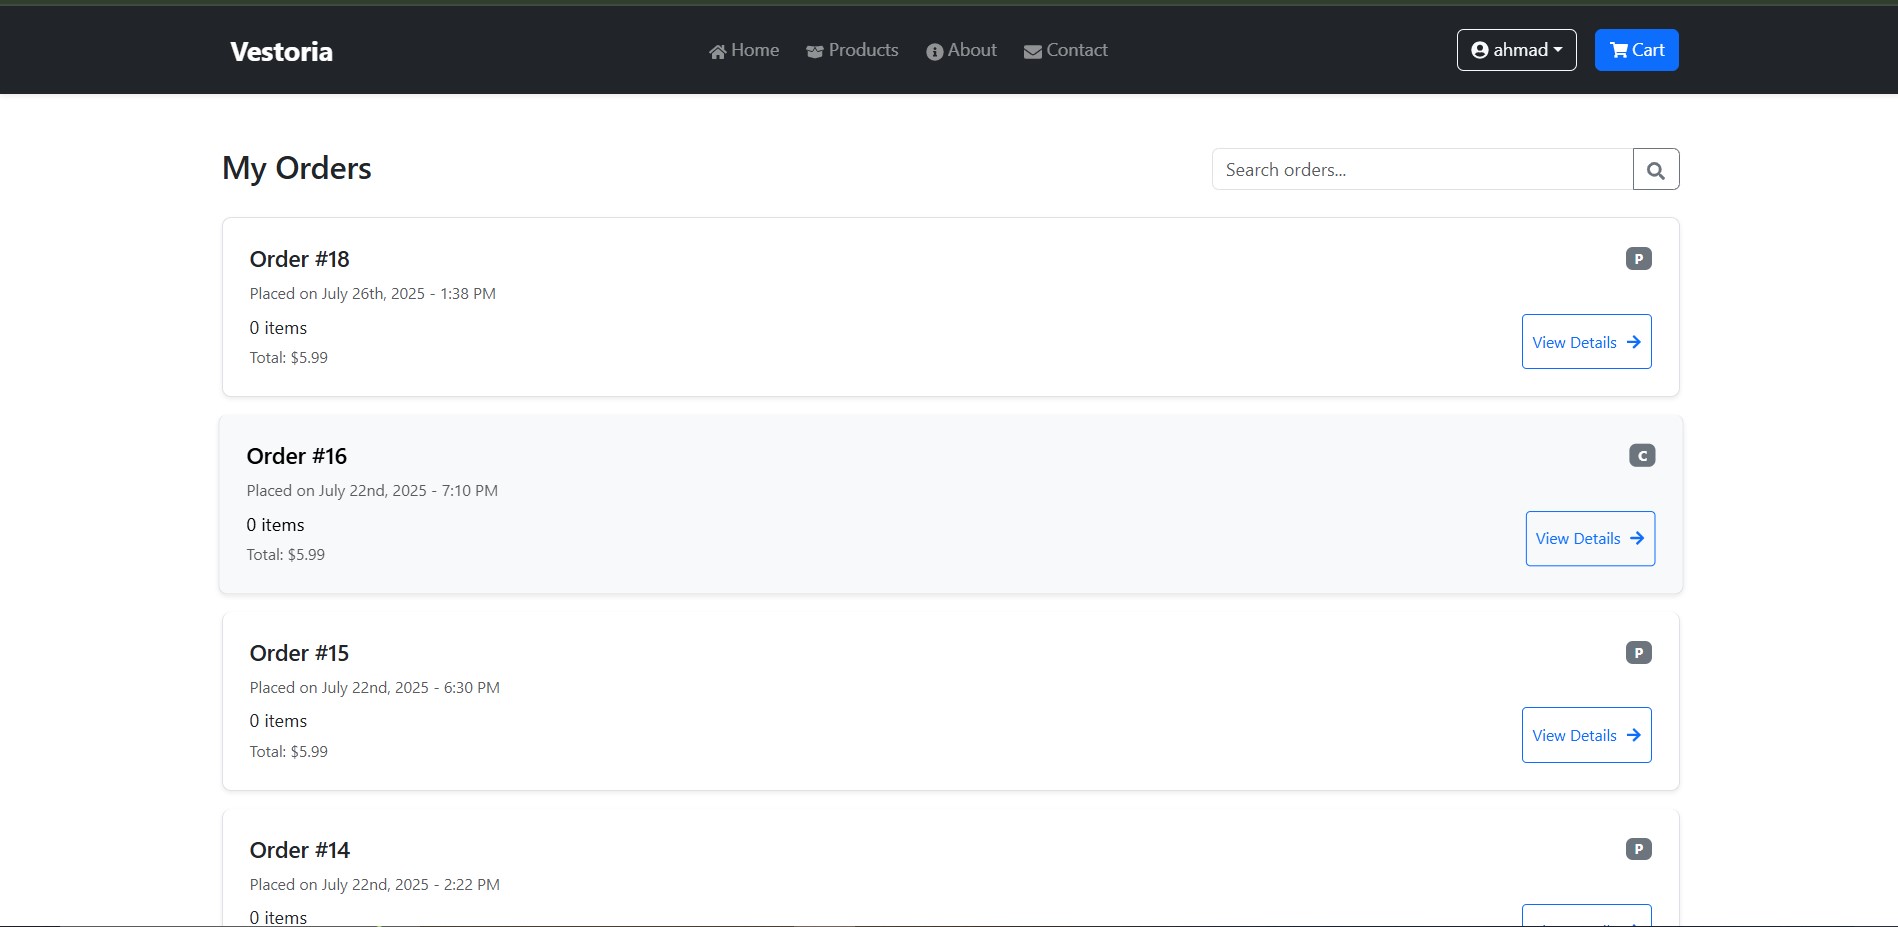 Vestoria
Home Products About Contact
ahmad Cart
My Orders
Search orders...
Order #18
P
Placed on July 26th, 2025 - 1:38 PM
0 items
Total: $5.99
View Details
Order #16
C
Placed on July 22nd, 2025 - 7:10 PM
0 items
Total: $5.99
View Details
Order #15
P
Placed on July 22nd, 2025 - 6:30 PM
0 items
Total: $5.99
View Details
Order #14
P
Placed on July 22nd, 2025 - 2:22 PM
0 items